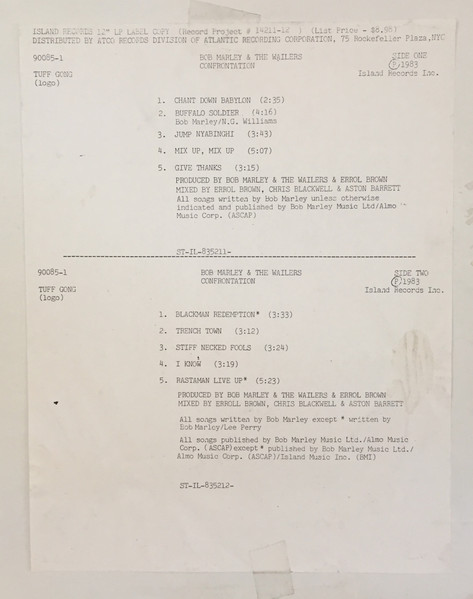 ISLAND RECORDS 12" LP LABEL COPY (Record Project # 14211-12 ) (List Price - $8.98)
DISTRIBUTED BY ATCO RECORDS DIVISION OF ATLANTIC RECORDING CORPORATION, 75 Rockefeller Plaza,NYC
90085-1 BOB MARLEY & THE WAILERS SIDE ONE
CONFRONTATION Ⓟ1983
TUFF GONG Island Records Inc.
(logo)
1. CHANT DOWN BABYLON (2:35)
2. BUFFALO SOLDIER (4:16)
Bob Marley/N.G. Williams
3. JUMP NYABINGHI (3:43)
4. MIX UP, MIX UP (5:07)
5. GIVE THANKS (3:15)
PRODUCED BY BOB MARLEY & THE WAILERS & ERROL BROWN
MIXED BY ERROL BROWN, CHRIS BLACKWELL & ASTON BARRETT
All songs written by Bob Marley unless otherwise
indicated and published by Bob Marley Music Ltd/Almo
Music Corp. (ASCAP)
ST-IL-835211-
90085-1 BOB MARLEY & THE WAILERS SIDE TWO
CONFRONTATION Ⓟ1983
TUFF GONG Island Records Inc.
(logo)
1. BLACKMAN REDEMPTION* (3:33)
2. TRENCH TOWN (3:12)
3. STIFF NECKED FOOLS (3:24)
4. I KNOW (3:19)
5. RASTAMAN LIVE UP* (5:23)
PRODUCED BY BOB MARLEY & THE WAILERS & ERROL BROWN
MIXED BY ERROLL BROWN, CHRIS BLACKWELL & ASTON BARRETT
All songs written by Bob Marley except * written by
Bob Marley/Lee Perry
All songs published by Bob Marley Music Ltd./Almo Music
Corp. (ASCAP)except * published by Bob Marley Music Ltd./
Almo Music Corp. (ASCAP)/Island Music Inc. (BMI)
ST-IL-835212-